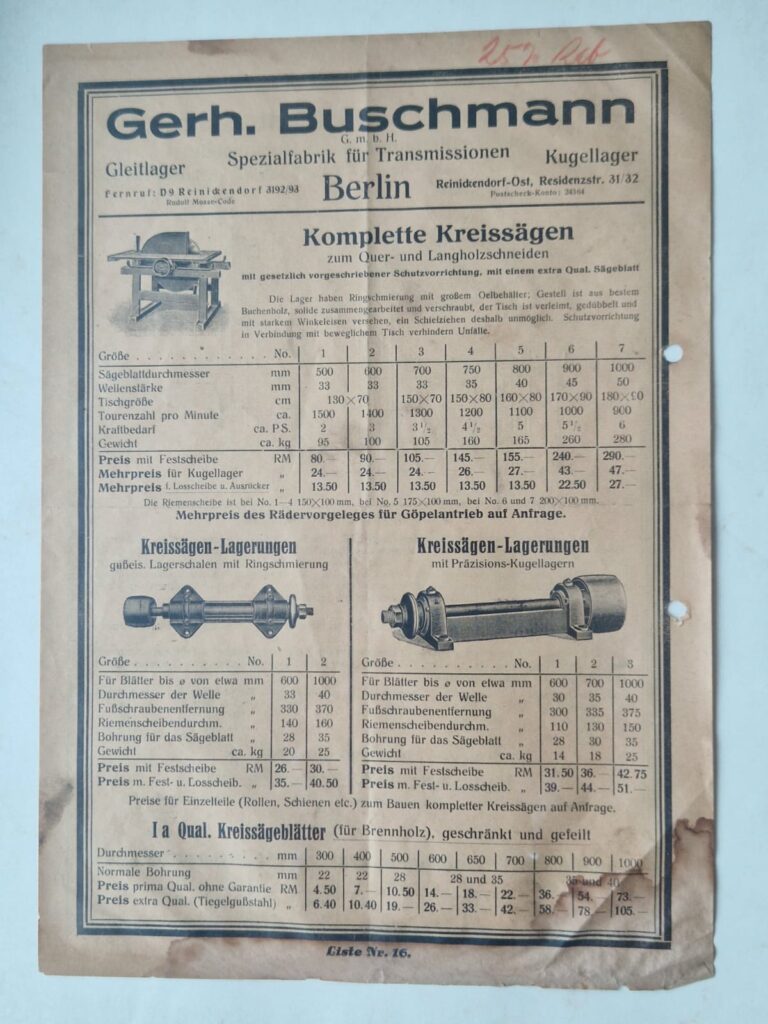 25%
Gerh. Buschmann
G. m. b. H.
Gleitlager Spezialfabrik für Transmissionen Kugellager
Fernruf: D9 Reinickendorf 3192/93 Berlin Reinickendorf-Ost, Residenzstr. 31/32
Rudolf Mosse-Code Postscheck-Konto: 24364
Komplette Kreissägen
zum Quer- und Langholzschneiden
mit gesetzlich vorgeschriebener Schutzvorrichtung, mit einem extra Qual. Sägeblatt
Die Lager haben Ringschmierung mit großem Oelbehälter; Gestell ist aus bestem
Buchenholz, solide zusammengearbeitet und verschraubt, der Tisch ist verleimt, gedübbelt und
mit starkem Winkeleisen versehen, ein Schiefziehen deshalb unmöglich. Schutzvorrichtung
in Verbindung mit beweglichem Tisch verhindern Unfälle.
Größe . . . . . . . . . . . . No. 1 2 3 4 5 6 7
Sägeblattdurchmesser mm 500 600 700 750 800 900 1000
Wellenstärke mm 33 33 33 35 40 45 50
Tischgröße cm 130×70 150×70 150×80 160×80 170×90 180×90
Tourenzahl pro Minute ca. 1500 1400 1300 1200 1100 1000 900
Kraftbedarf ca. PS. 2 3 3½ 4½ 5 5½ 6
Gewicht ca. kg 95 100 105 160 165 260 280
Preis mit Festscheibe RM 80.— 90.— 105.— 145.— 155.— 240.— 290.—
Mehrpreis für Kugellager „ 24.— 24.— 24.— 26.— 27.— 43.— 47.—
Mehrpreis f. Losscheibe u. Ausrücker „ 13.50 13.50 13.50 13.50 13.50 22.50 27.—
Die Riemenscheibe ist bei No. 1—4 150×100 mm, bei No. 5 175×100 mm, bei No. 6 und 7 200×100 mm.
Mehrpreis des Rädervorgeleges für Göpelantrieb auf Anfrage.
Kreissägen-Lagerungen
gußeis. Lagerschalen mit Ringschmierung
Größe . . . . . . . . . . No. 1 2
Für Blätter bis ø von etwa mm 600 1000
Durchmesser der Welle „ 33 40
Fußschraubenentfernung „ 330 370
Riemenscheibendurchm. „ 140 160
Bohrung für das Sägeblatt „ 28 35
Gewicht ca. kg 20 25
Preis mit Festscheibe RM 26.— 30.—
Preis m. Fest- u. Losscheib. „ 35.— 40.50
Kreissägen-Lagerungen
mit Präzisions-Kugellagern
Größe . . . . . . . . . . No. 1 2 3
Für Blätter bis ø von etwa mm 600 700 1000
Durchmesser der Welle „ 30 35 40
Fußschraubenentfernung „ 300 335 375
Riemenscheibendurchm. „ 110 130 150
Bohrung für das Sägeblatt „ 28 30 35
Gewicht ca. kg 14 18 25
Preis mit Festscheibe RM 31.50 36.— 42.75
Preis m. Fest- u. Losscheib. „ 39.— 44.— 51.—
Preise für Einzelteile (Rollen, Schienen etc.) zum Bauen kompletter Kreissägen auf Anfrage.
I a Qual. Kreissägeblätter (für Brennholz), geschränkt und gefeilt
Durchmesser . . . . . . . . . mm 300 400 500 600 650 700 800 900 1000
Normale Bohrung mm 22 22 28 28 und 35 35 und 40
Preis prima Qual. ohne Garantie RM 4.50 7.— 10.50 14.— 18.— 22.— 36.— 54.— 73.—
Preis extra Qual. (Tiegelgußstahl) „ 6.40 10.40 19.— 26.— 33.— 42.— 58.— 78.— 105.—
Liste Nr. 16.